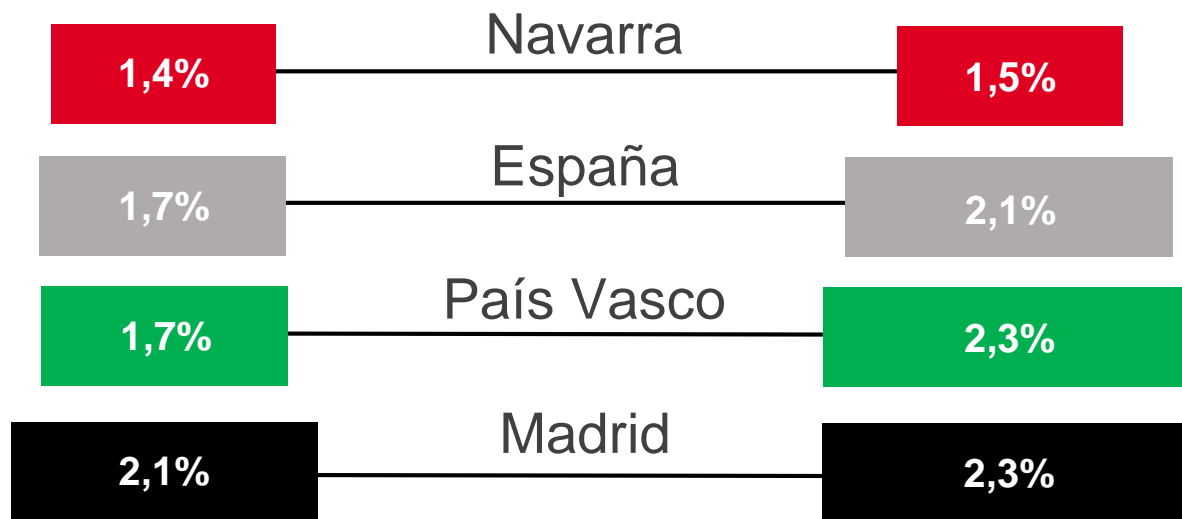 Navarra
1,4%
1,5%
España
1,7%
2,1%
País Vasco
1,7%
2,3%
Madrid
2,1%
2,3%